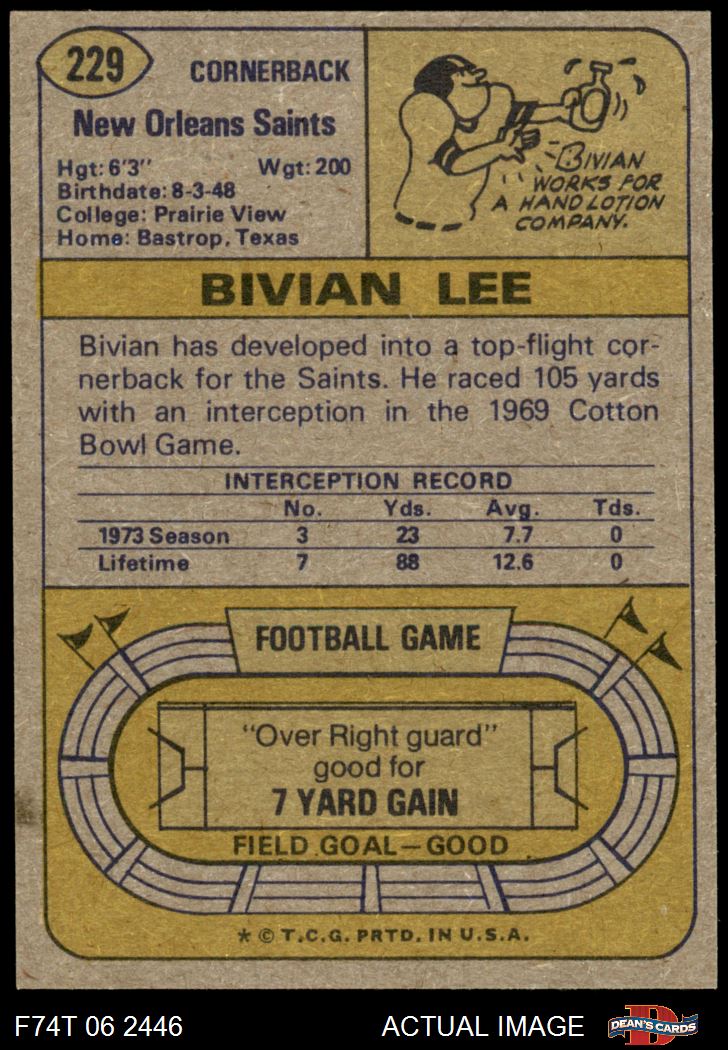 229
CORNERBACK
New Orleans Saints
Hgt: 6'3" Wgt: 200
Birthdate: 8-3-48
College: Prairie View
Home: Bastrop, Texas
BIVIAN
WORKS FOR
A HAND LOTION
COMPANY.
BIVIAN LEE
Bivian has developed into a top-flight cor-
nerback for the Saints. He raced 105 yards
with an interception in the 1969 Cotton
Bowl Game.
INTERCEPTION RECORD
No. Yds. Avg. Tds.
1973 Season 3 23 7.7 0
Lifetime 7 88 12.6 0
FOOTBALL GAME
"Over Right guard"
good for
7 YARD GAIN
FIELD GOAL—GOOD
* © T.C.G. PRTD. IN U.S.A.
F74T 06 2446 ACTUAL IMAGE
DEAN'S CARDS